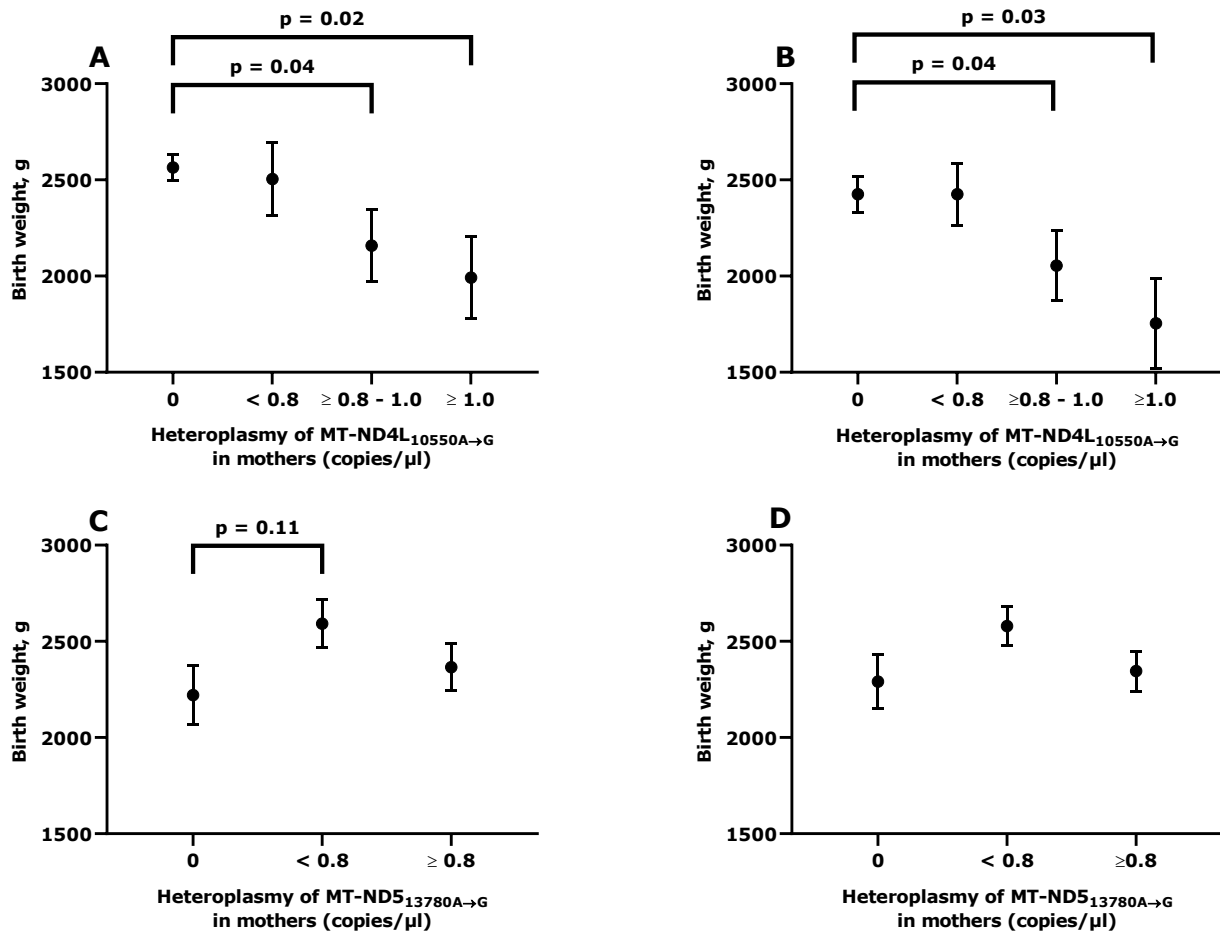 A
p = 0.02
p = 0.04
3000
2500
2000
1500
Birth weight, g
0
< 0.8
≥ 0.8 - 1.0
≥ 1.0
Heteroplasmy of MT-ND4L10550A→G
in mothers (copies/µl)
B
p = 0.03
p = 0.04
3000
2500
2000
1500
Birth weight, g
0
< 0.8
≥0.8 - 1.0
≥1.0
Heteroplasmy of MT-ND4L10550A→G
in mothers (copies/µl)
C
p = 0.11
3000
2500
2000
1500
Birth weight, g
0
< 0.8
≥ 0.8
Heteroplasmy of MT-ND513780A→G
in mothers (copies/µl)
D
3000
2500
2000
1500
Birth weight, g
0
< 0.8
≥0.8
Heteroplasmy of MT-ND513780A→G
in mothers (copies/µl)